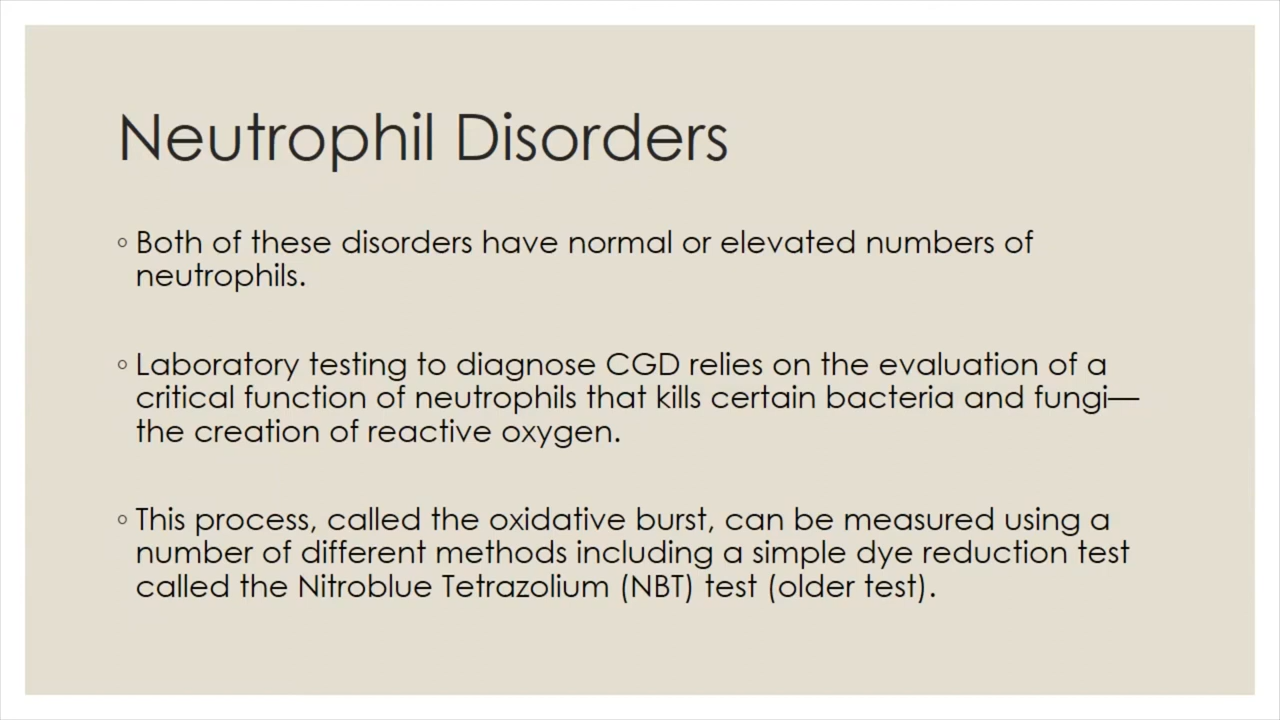 Neutrophil Disorders
◦ Both of these disorders have normal or elevated numbers of
neutrophils.
◦ Laboratory testing to diagnose CGD relies on the evaluation of a
critical function of neutrophils that kills certain bacteria and fungi—
the creation of reactive oxygen.
◦ This process, called the oxidative burst, can be measured using a
number of different methods including a simple dye reduction test
called the Nitroblue Tetrazolium (NBT) test (older test).